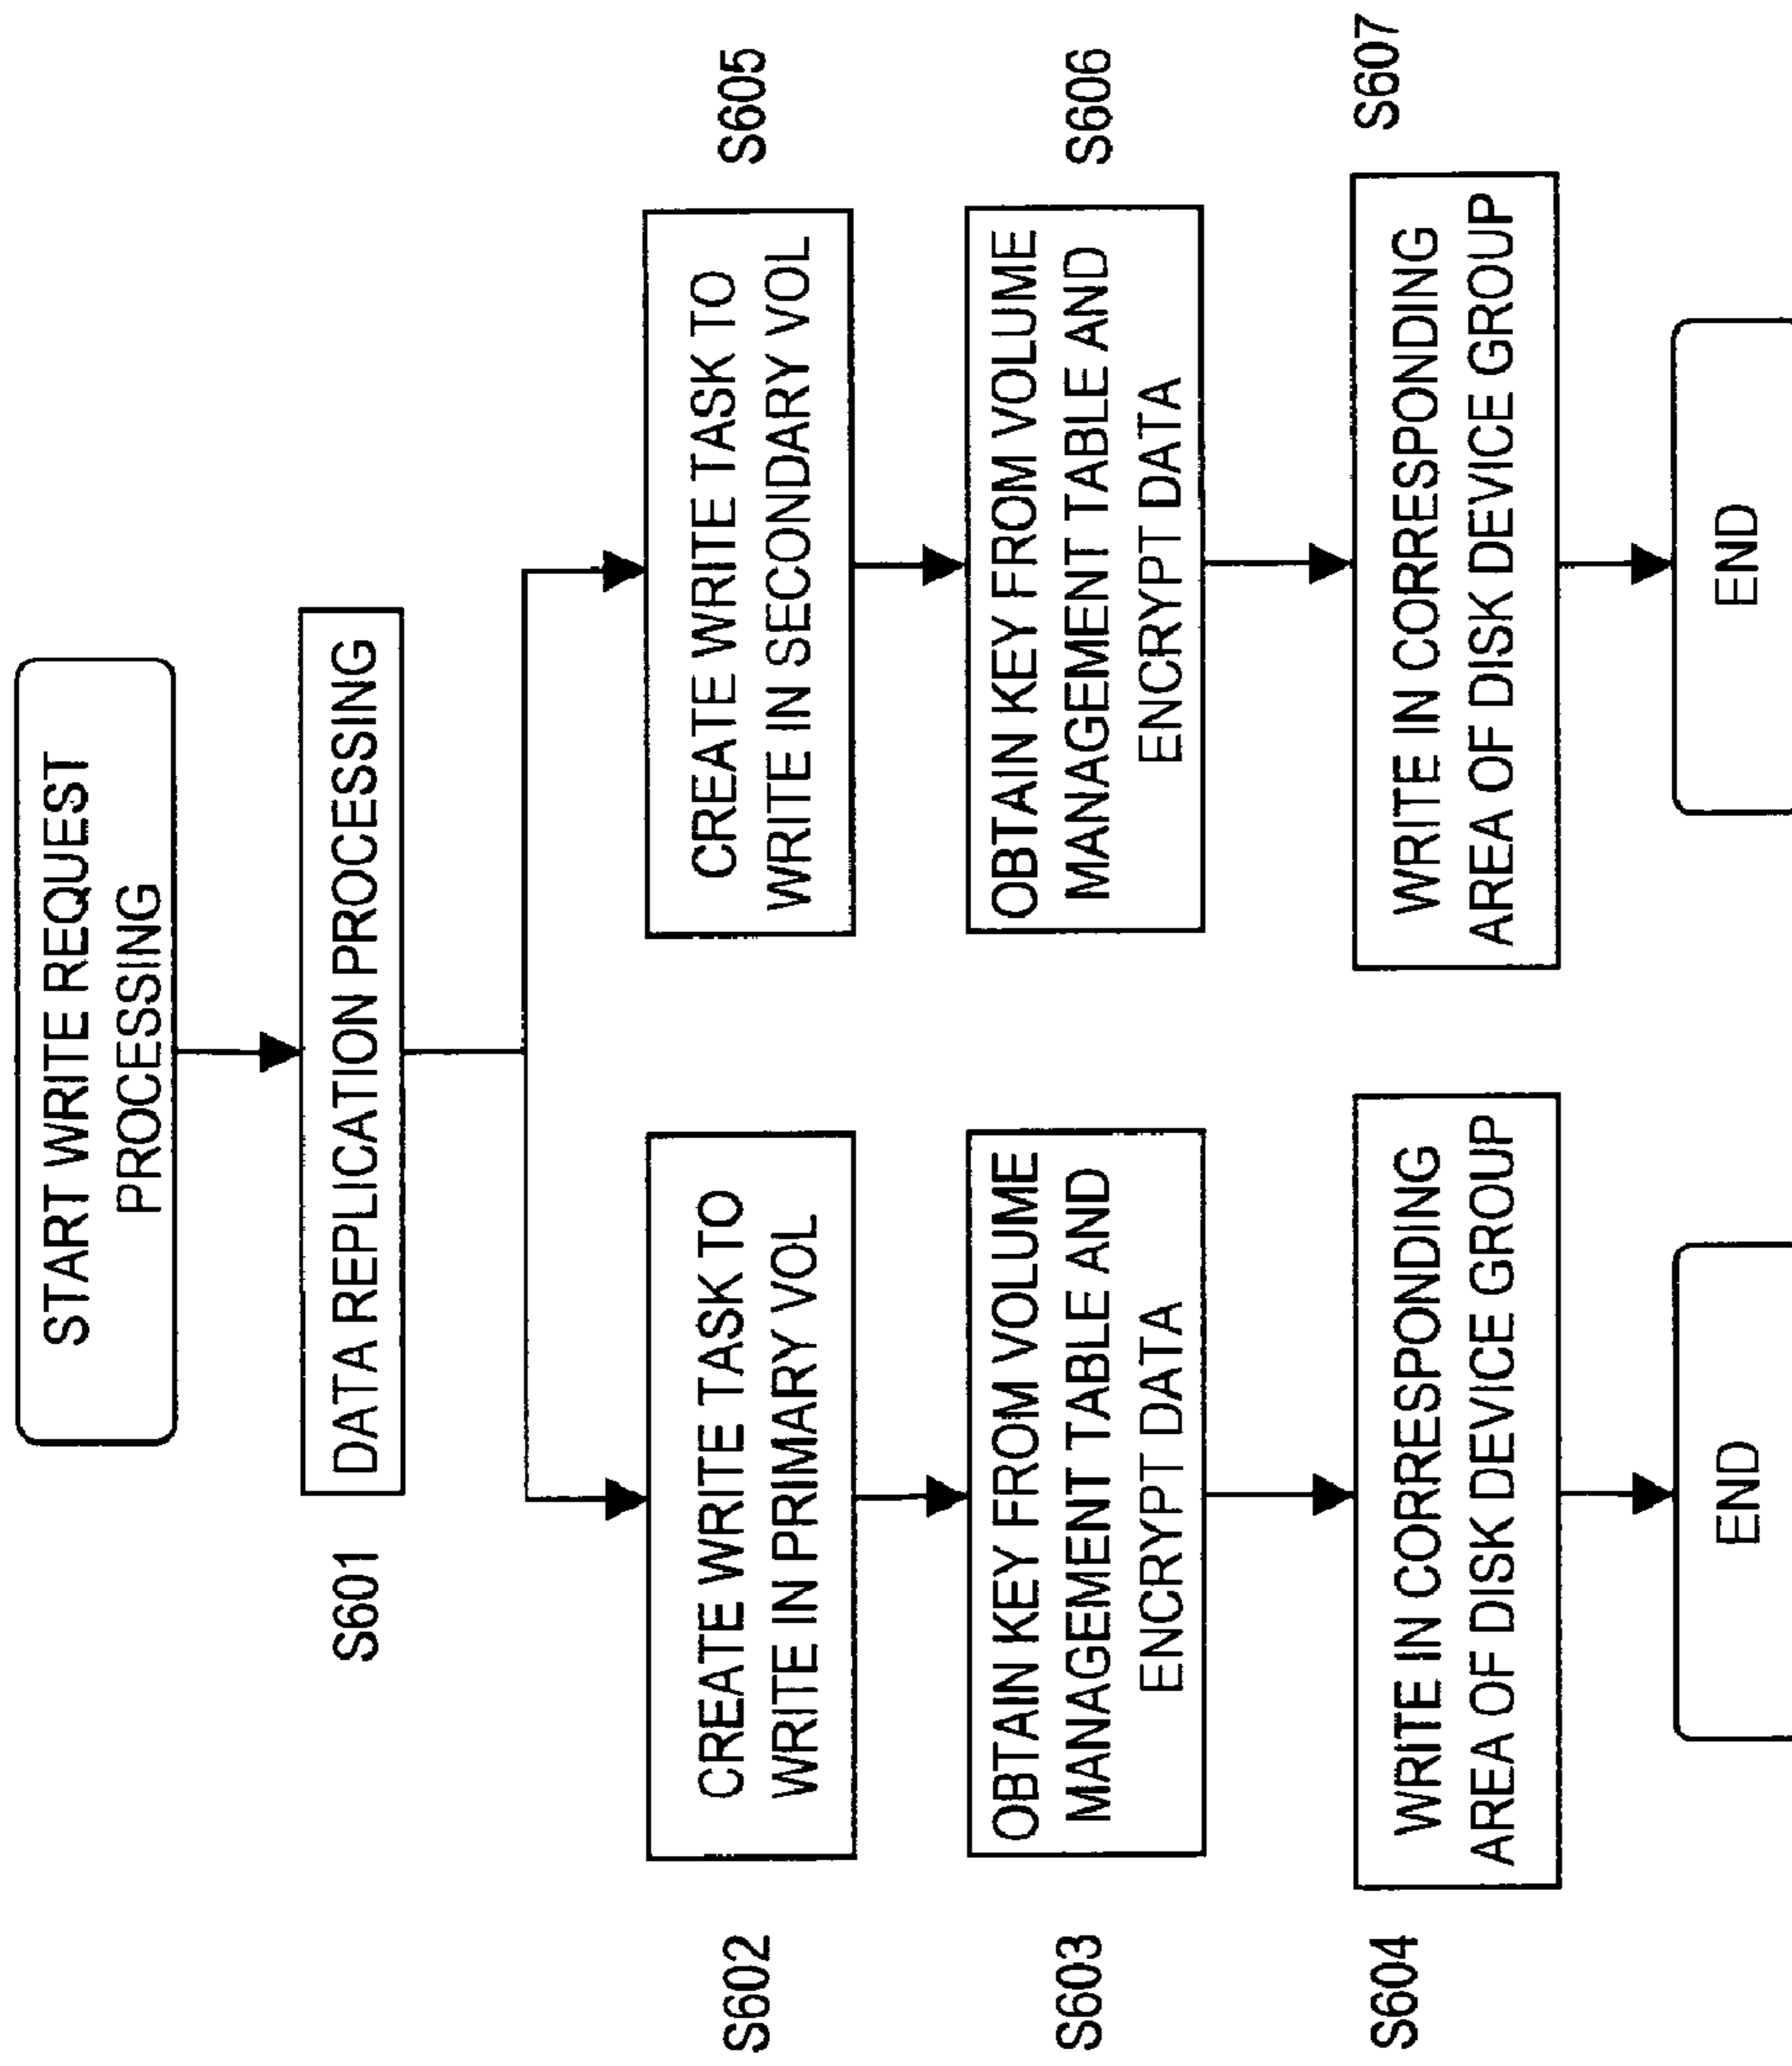 START WRITE REQUEST
PROCESSING
S601
DATA REPLICATION PROCESSING
S602
CREATE WRITE TASK TO
WRITE IN PRIMARY VOL
S603
OBTAIN KEY FROM VOLUME
MANAGEMENT TABLE AND
ENCRYPT DATA
S604
WRITE IN CORRESPONDING
AREA OF DISK DEVICE GROUP
END
CREATE WRITE TASK TO
WRITE IN SECONDARY VOL
S605
OBTAIN KEY FROM VOLUME
MANAGEMENT TABLE AND
ENCRYPT DATA
S606
WRITE IN CORRESPONDING
AREA OF DISK DEVICE GROUP
S607
END